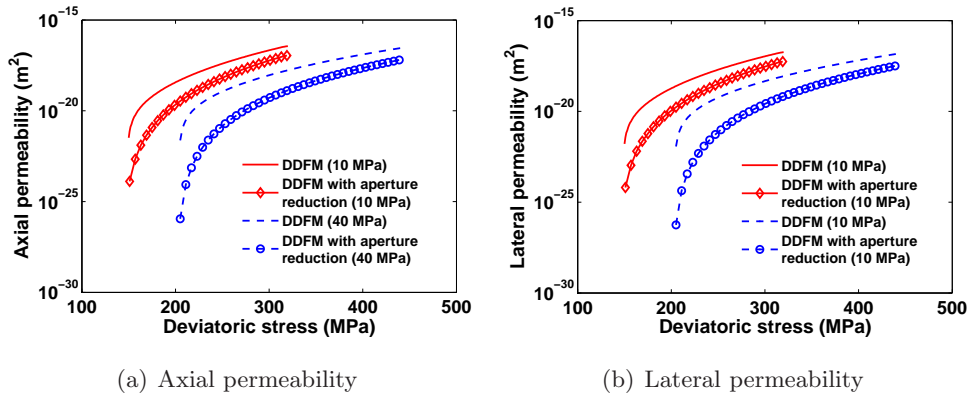 10⁻¹⁵
10⁻²⁰
10⁻²⁵
10⁻³⁰
Axial permeability (m²)
100 200 300 400 500
Deviatoric stress (MPa)
DDFM (10 MPa)
DDFM with aperture
reduction (10 MPa)
DDFM (40 MPa)
DDFM with aperture
reduction (40 MPa)
(a) Axial permeability
10⁻¹⁵
10⁻²⁰
10⁻²⁵
10⁻³⁰
Lateral pemeability (m²)
100 200 300 400 500
Deviatoric stress (MPa)
DDFM (10 MPa)
DDFM with aperture
reduction (10 MPa)
DDFM (10 MPa)
DDFM with aperture
reduction (10 MPa)
(b) Lateral permeability